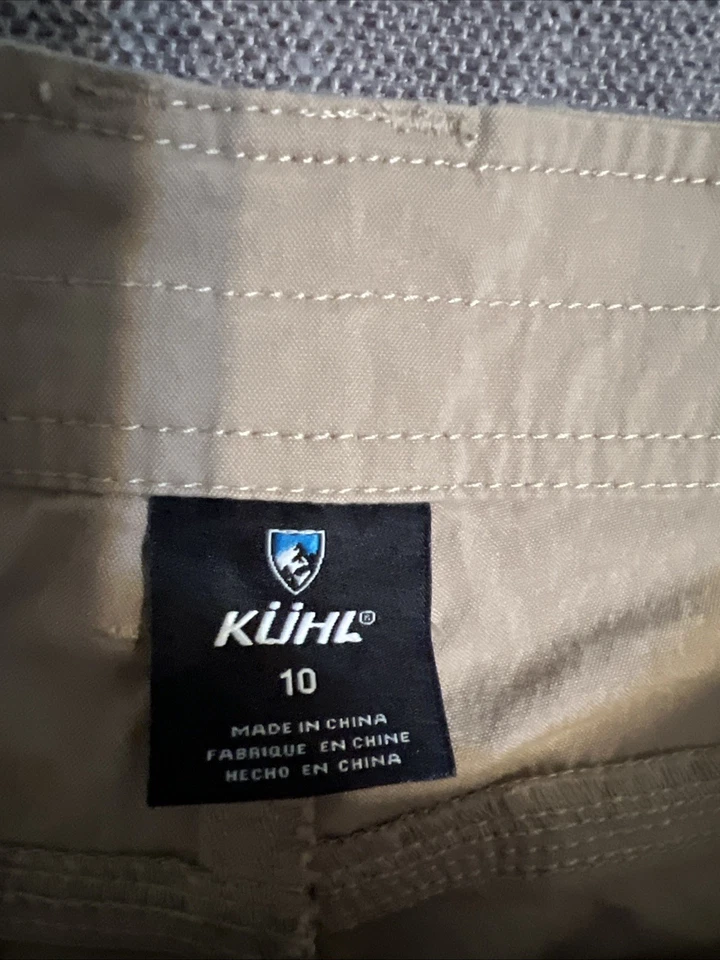 KÜHL®
10
MADE IN CHINA
FABRIQUE EN CHINE
HECHO EN CHINA